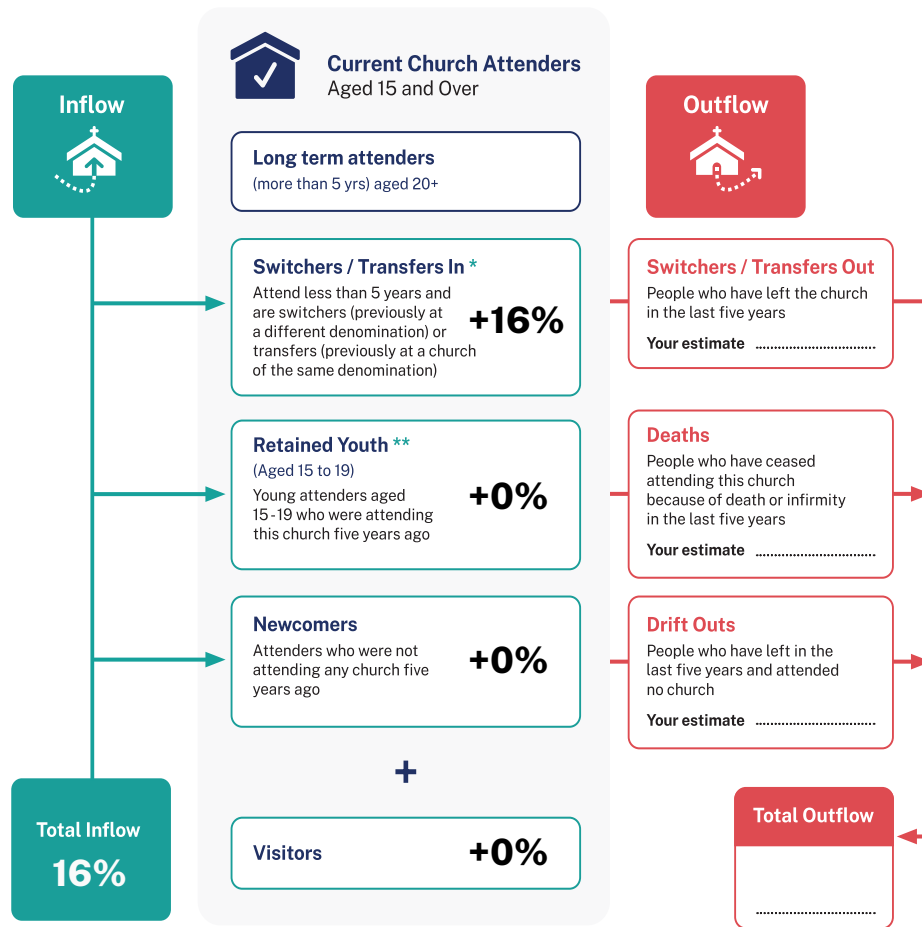 Inflow
Current Church Attenders
Aged 15 and Over
Outflow
Long term attenders
(more than 5 yrs) aged 20+
Switchers / Transfers In *
Attend less than 5 years and
are switchers (previously at
a different denomination) or
transfers (previously at a church
of the same denomination)
+16%
Switchers / Transfers Out
People who have left the church
in the last five years
Your estimate
Retained Youth **
(Aged 15 to 19)
Young attenders aged
15-19 who were attending
this church five years ago
+0%
Deaths
People who have ceased
attending this church
because of death or infirmity
in the last five years
Your estimate
Newcomers
Attenders who were not
attending any church five
years ago
+0%
Drift Outs
People who have left in the
last five years and attended
no church
Your estimate
+
Total Inflow
16%
Visitors
+0%
Total Outflow